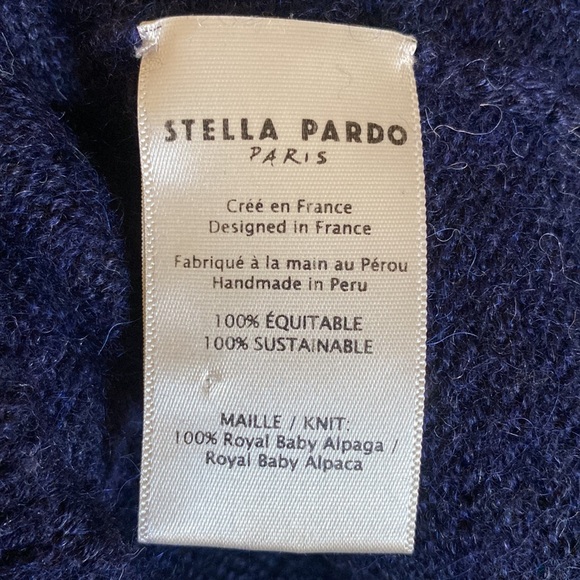 STELLA PARDO
PARIS
Créé en France
Designed in France
Fabriqué à la main au Pérou
Handmade in Peru
100% ÉQUITABLE
100% SUSTAINABLE
MAILLE / KNIT:
100% Royal Baby Alpaga /
Royal Baby Alpaca